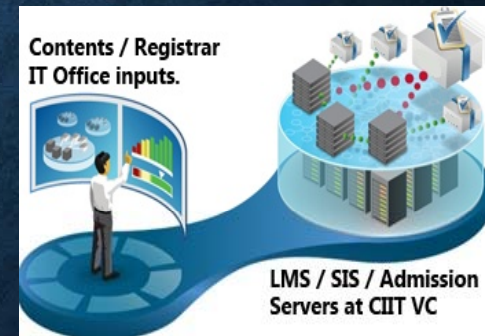 Contents / Registrar
IT Office inputs.
LMS / SIS / Admission
Servers at CIIT VC